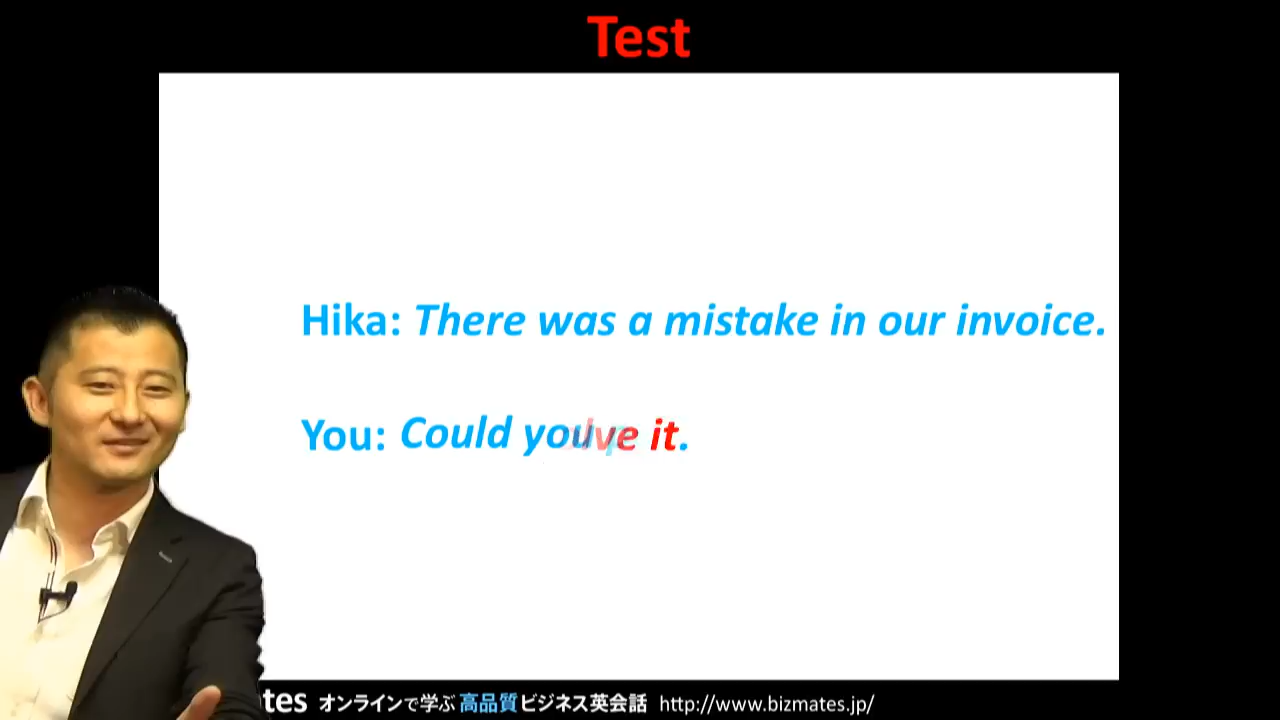 Test
Hika: There was a mistake in our invoice.
You: Could you it.
tes オンラインで学ぶ 高品質 ビジネス英会話 http://www.bizmates.jp/